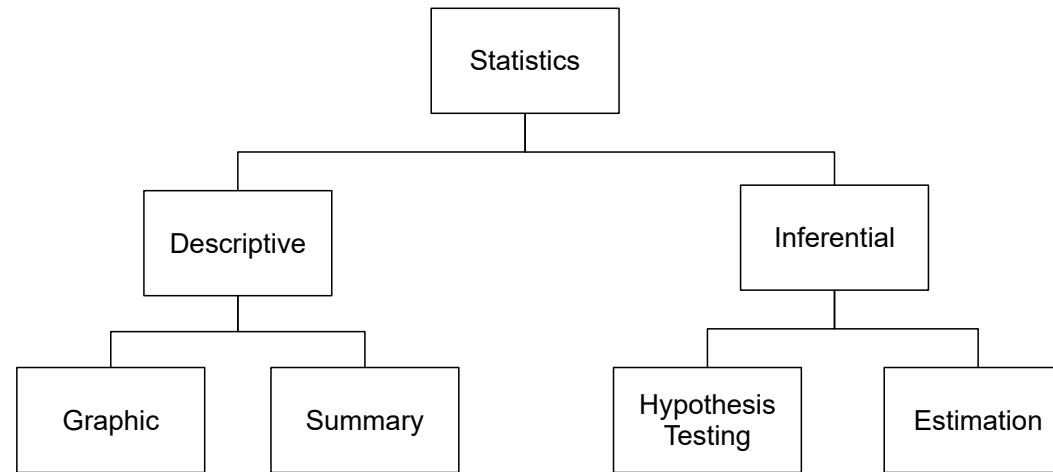 Statistics
Descriptive
Inferential
Graphic
Summary
Hypothesis
Testing
Estimation